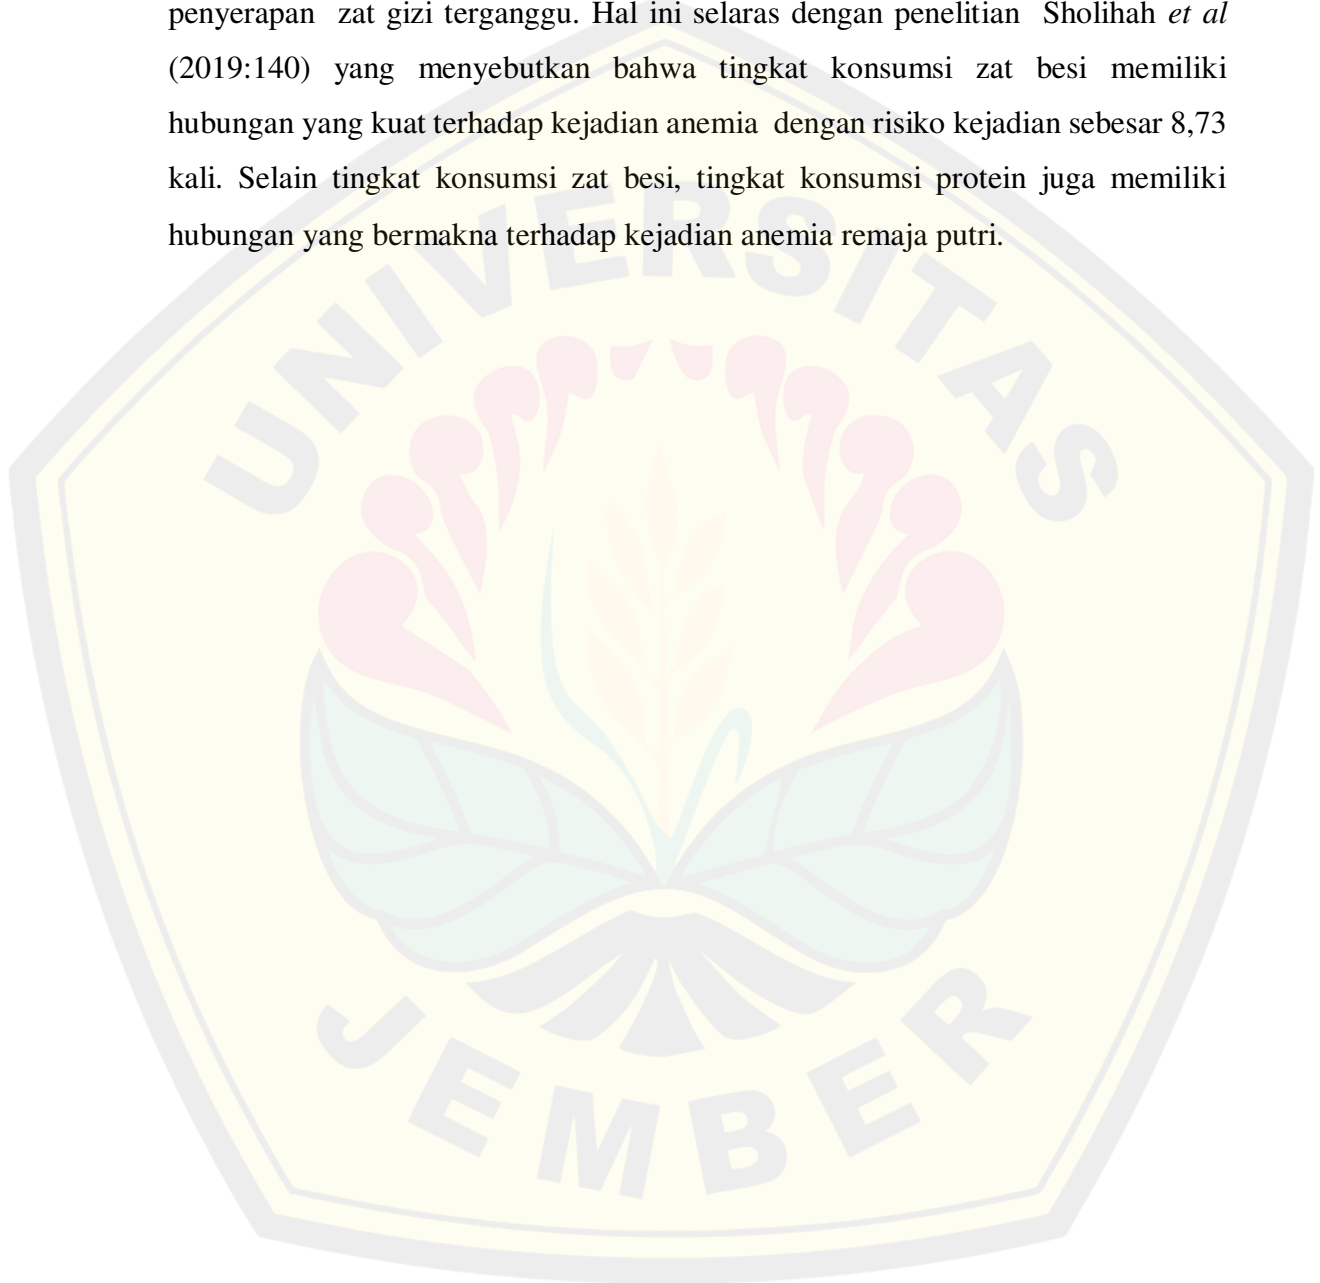 penyerapan zat gizi terganggu. Hal ini selaras dengan penelitian Sholihah et al
(2019:140) yang menyebutkan bahwa tingkat konsumsi zat besi memiliki
hubungan yang kuat terhadap kejadian anemia dengan risiko kejadian sebesar 8,73
kali. Selain tingkat konsumsi zat besi, tingkat konsumsi protein juga memiliki
hubungan yang bermakna terhadap kejadian anemia remaja putri.
UNIVERSITAS
JEMBER